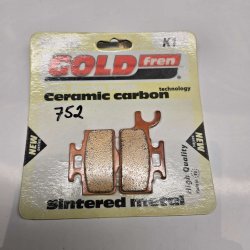 K1
GOLDfren
technology
Ceramic carbon
752
NEW
NEW
High Quality
Sintered metal